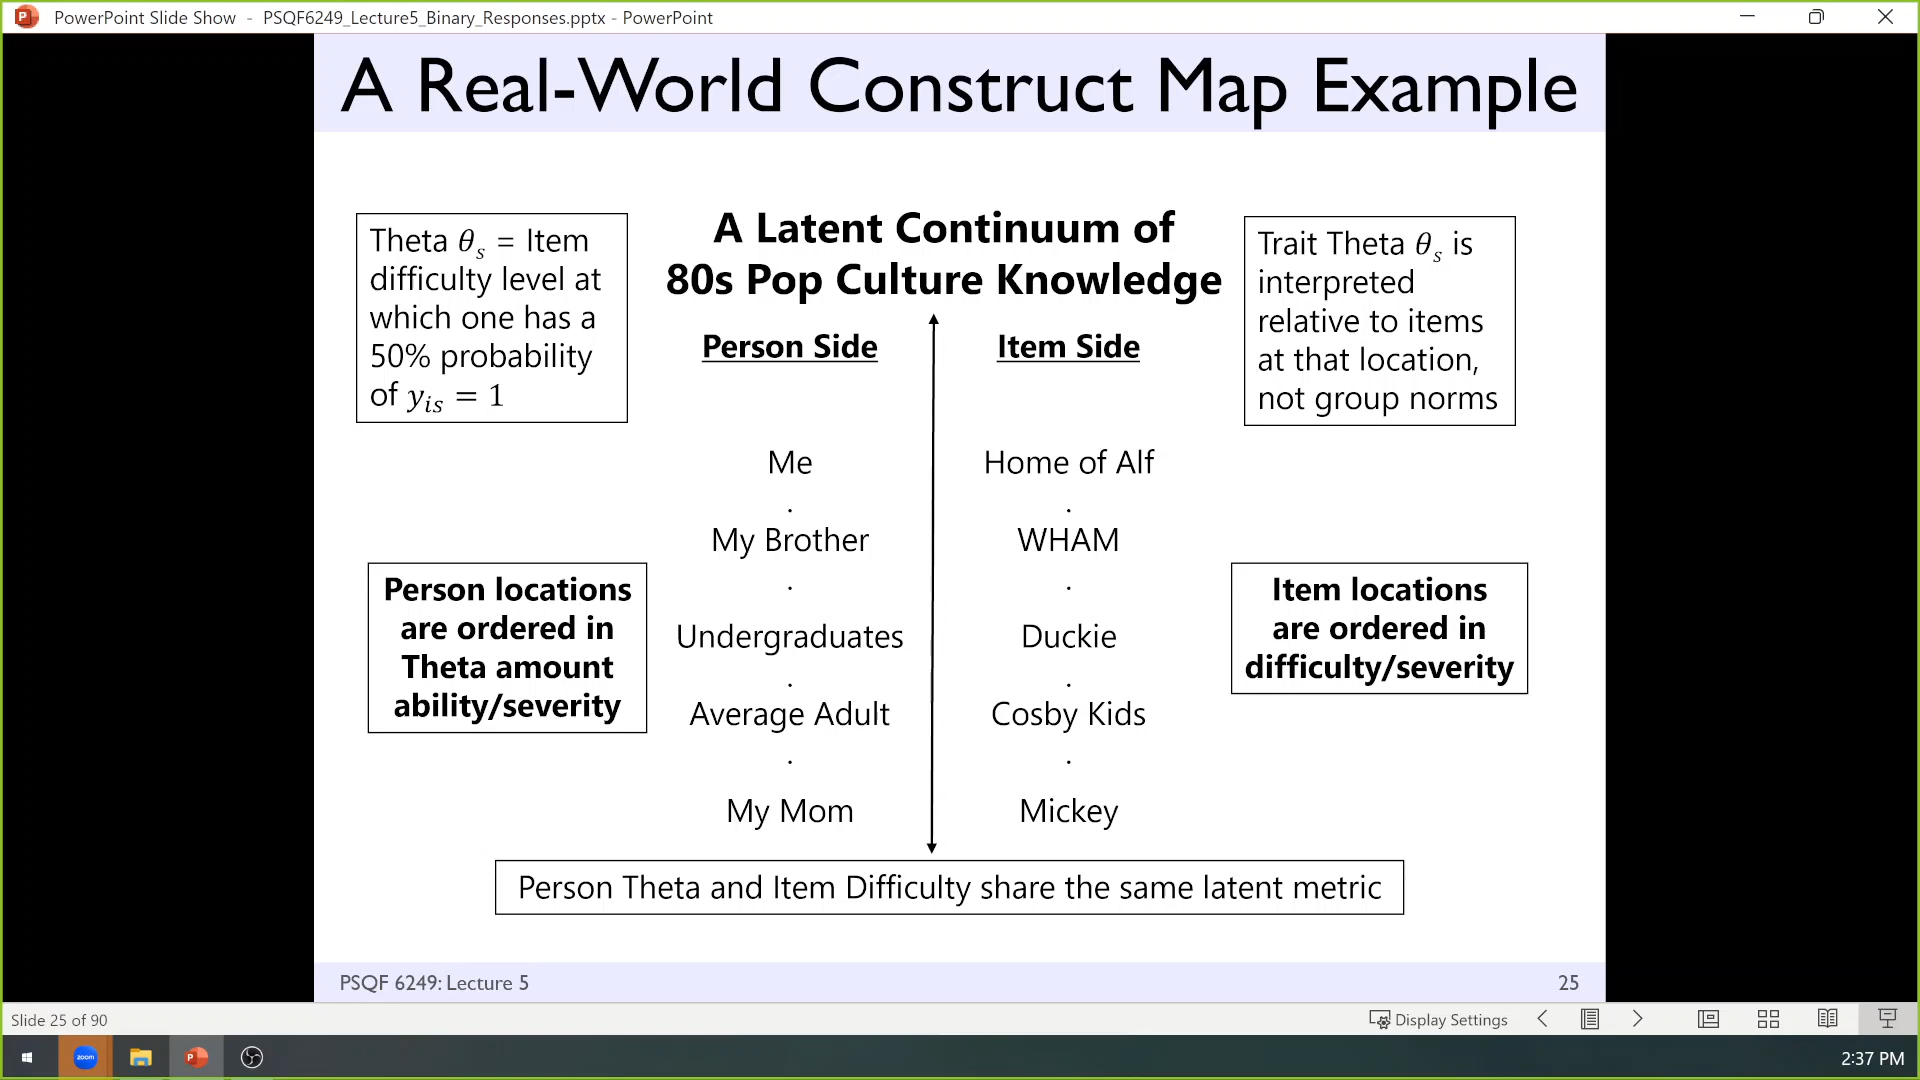 PowerPoint Slide Show - PSQF6249_Lecture5_Binary_Responses.pptx - PowerPoint
A Real-World Construct Map Example
Theta θs = Item
difficulty level at
which one has a
50% probability
of yis = 1
A Latent Continuum of
80s Pop Culture Knowledge
Trait Theta θs is
interpreted
relative to items
at that location,
not group norms
Person Side
Item Side
Me
Home of Alf
.
.
My Brother
WHAM
.
.
Undergraduates
Duckie
.
.
Average Adult
Cosby Kids
.
.
My Mom
Mickey
Person locations
are ordered in
Theta amount
ability/severity
Item locations
are ordered in
difficulty/severity
Person Theta and Item Difficulty share the same latent metric
PSQF 6249: Lecture 5
25
Slide 25 of 90
Display Settings
zoom
2:37 PM